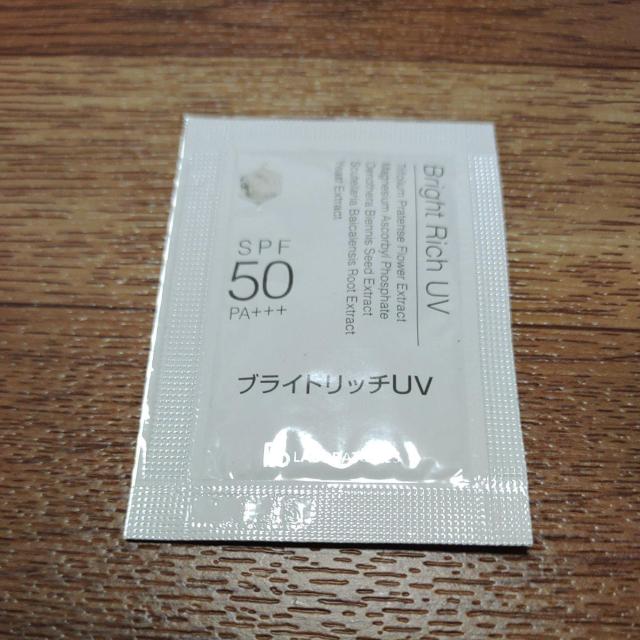 Bright Rich UV
Trifolium Pratense Flower Extract
Magnesium Ascorbyl Phosphate
Oenothera Biennis Seed Extract
Scutellaria Baicalensis Root Extract
Yeast Extract
SPF
50
PA+++
ブライトリッチUV